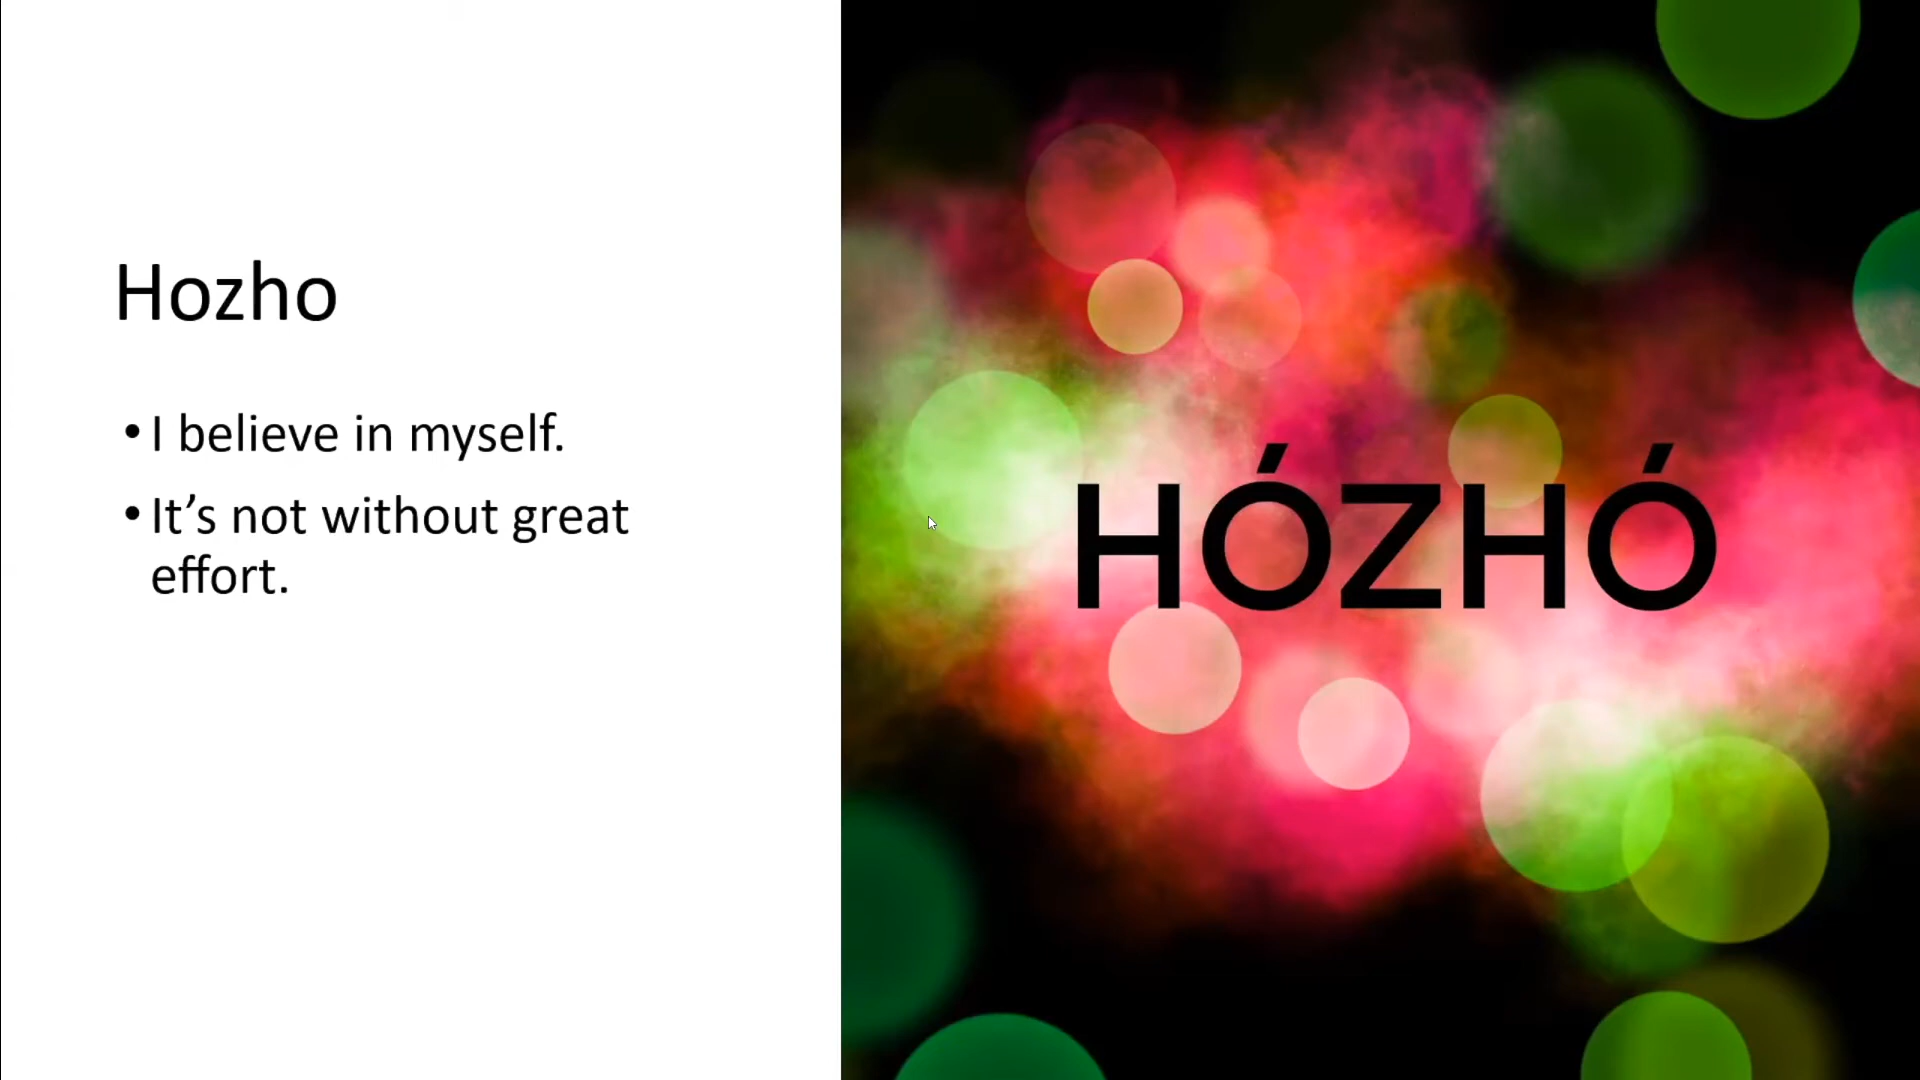 Hozho
• I believe in myself.
• It’s not without great
effort.
HÓZHÓ